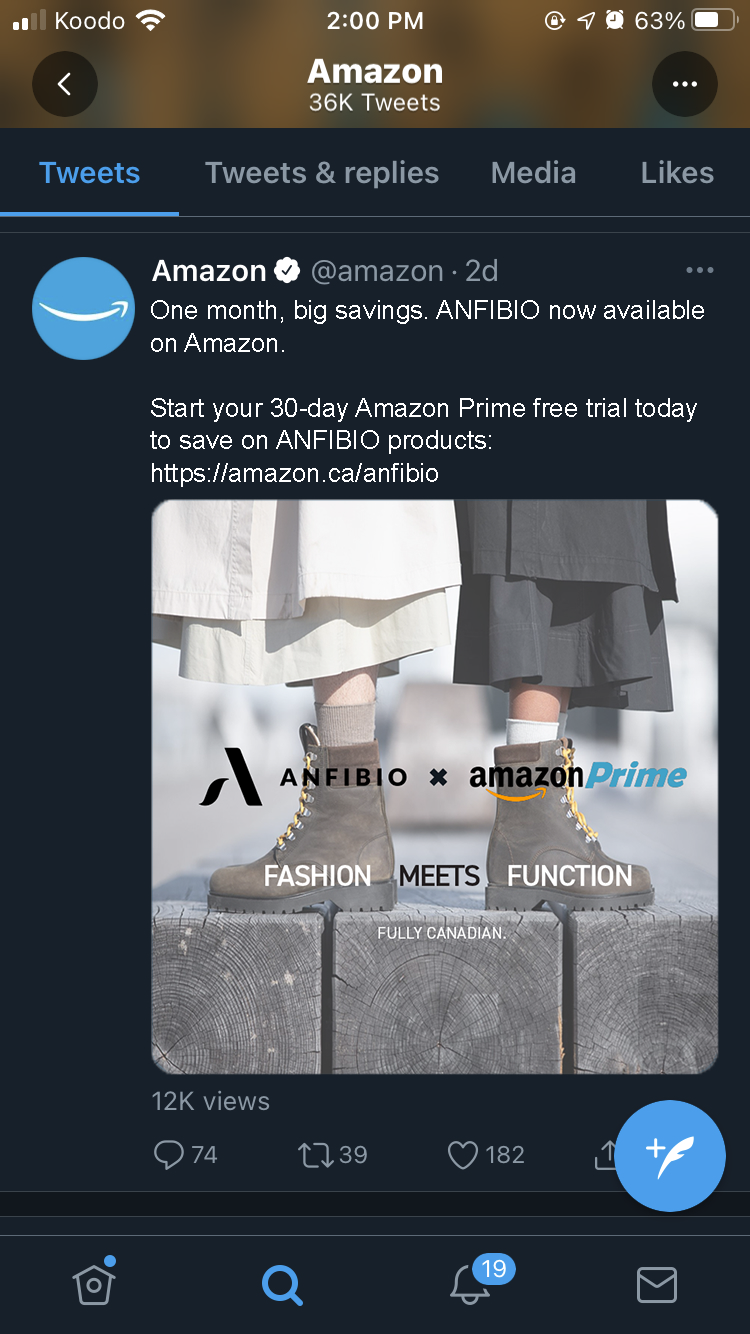 Koodo 2:00 PM 63%
Amazon
36K Tweets
Tweets Tweets & replies Media Likes
Amazon @amazon · 2d
One month, big savings. ANFIBIO now available
on Amazon.
Start your 30-day Amazon Prime free trial today
to save on ANFIBIO products:
https://amazon.ca/anfibio
ANFIBIO × amazonPrime
FASHION MEETS FUNCTION
FULLY CANADIAN.
12K views
74 39 182
19